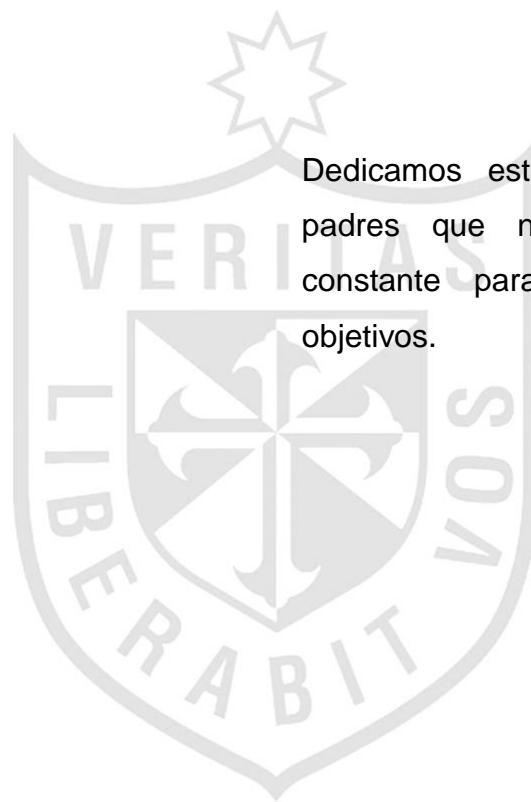 Dedicamos est
padres que n
constante para
objetivos.
VERITAS
LIBERABIT VOS